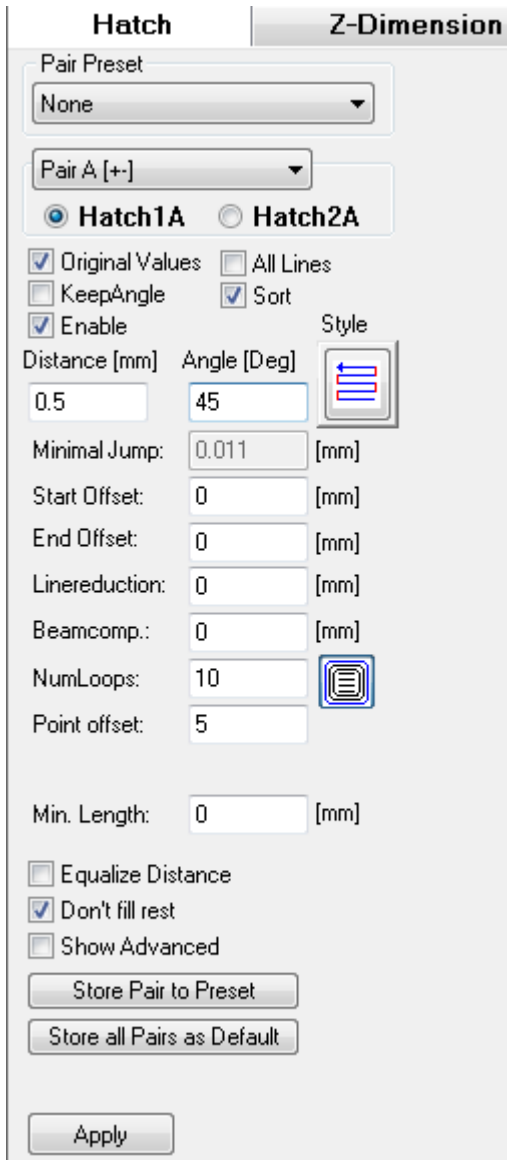 Hatch Z-Dimension
Pair Preset
None
Pair A [+-]
Hatch1A Hatch2A
Original Values All Lines
KeepAngle Sort
Enable Style
Distance [mm] Angle [Deg]
0.5 45
Minimal Jump: 0.011 [mm]
Start Offset: 0 [mm]
End Offset: 0 [mm]
Linereduction: 0 [mm]
Beamcomp.: 0 [mm]
NumLoops: 10
Point offset: 5
Min. Length: 0 [mm]
Equalize Distance
Don't fill rest
Show Advanced
Store Pair to Preset
Store all Pairs as Default
Apply